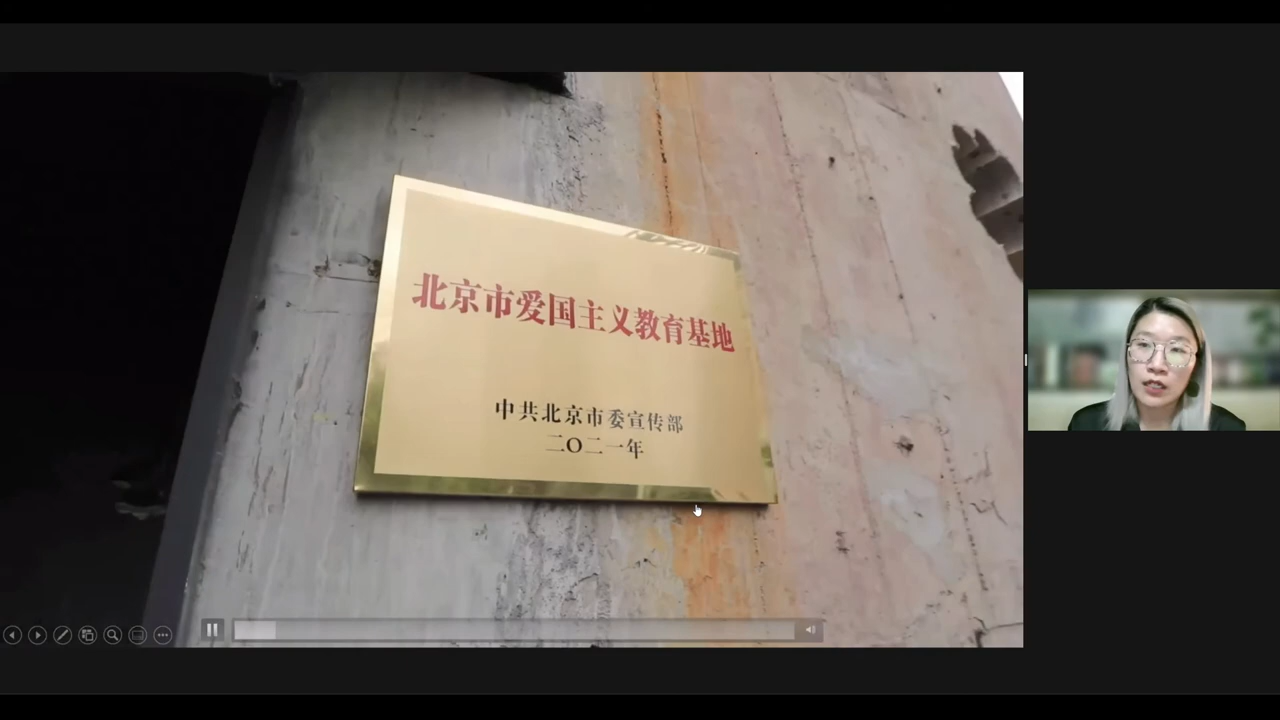 北京市爱国主义教育基地
中共北京市委宣传部
二〇二一年